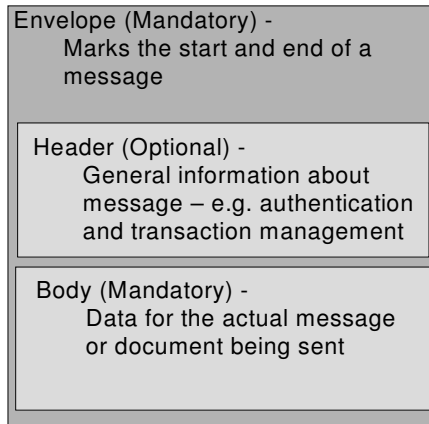 Envelope (Mandatory) -
Marks the start and end of a
message
Header (Optional) -
General information about
message – e.g. authentication
and transaction management
Body (Mandatory) -
Data for the actual message
or document being sent